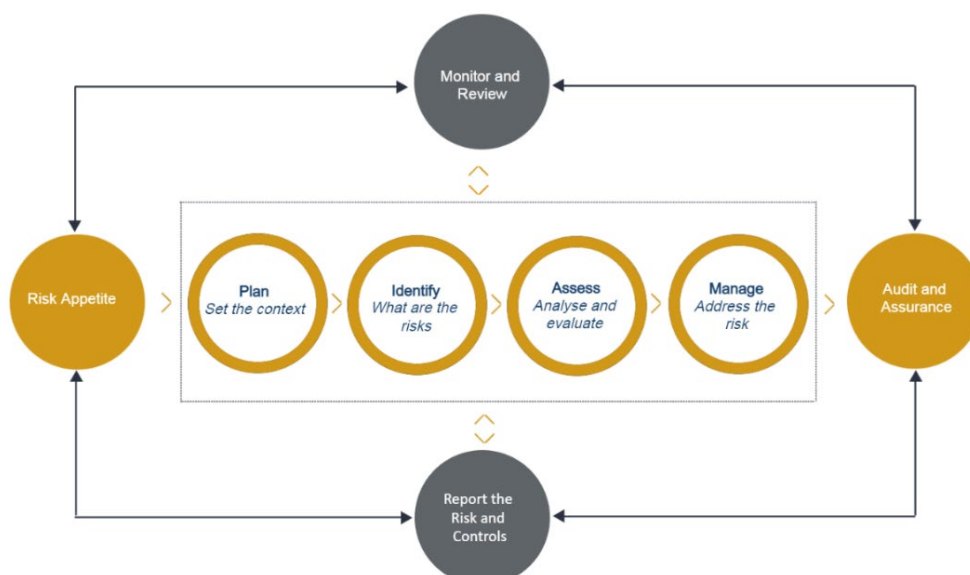 Monitor and
Review
Risk Appetite
Plan
Set the context
Identify
What are the
risks
Assess
Analyse and
evaluate
Manage
Address the
risk
Audit and
Assurance
Report the
Risk and
Controls